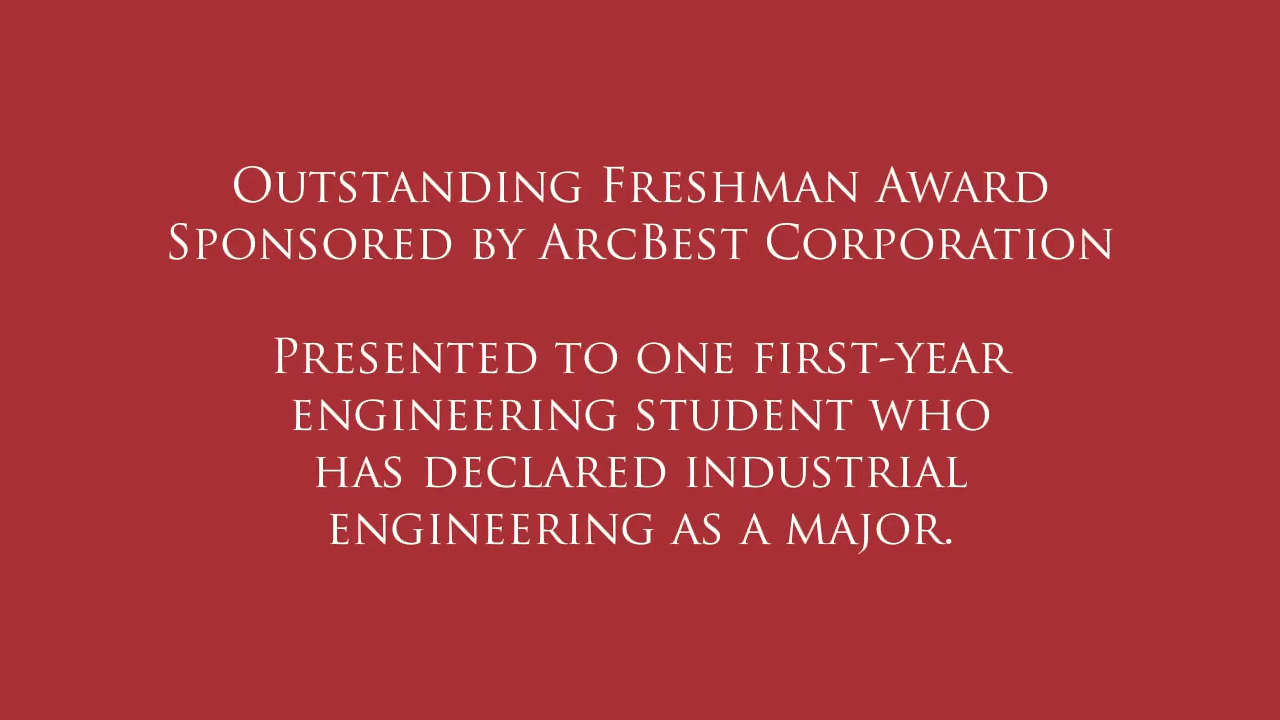 Outstanding Freshman Award
Sponsored by ArcBest Corporation
Presented to one first-year
engineering student who
has declared industrial
engineering as a major.